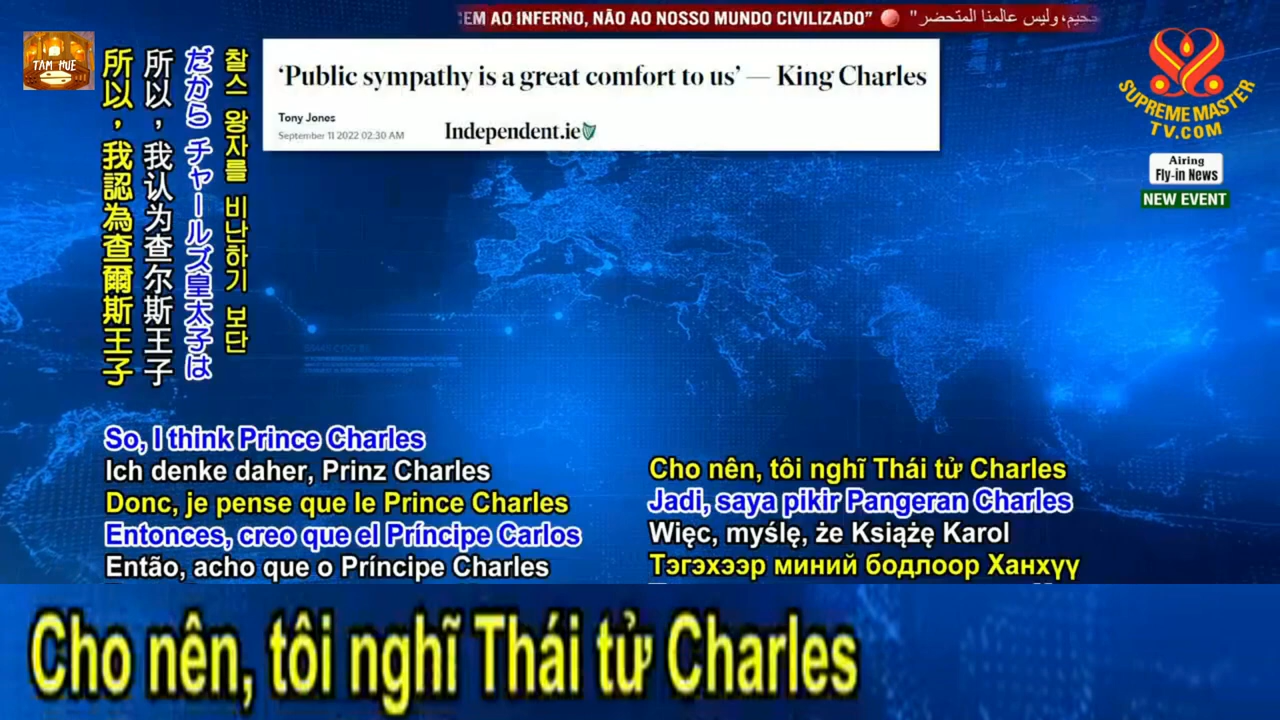 EM AO INFERNO, NÃO AO NOSSO MUNDO CIVILIZADO”
حيم، وليس عالمنا المتحضر"
TAM HUE
‘Public sympathy is a great comfort to us’ — King Charles
Tony Jones
September 11 2022 02:30 AM
Independent.ie
SUPREME MASTER
TV.COM
Airing
Fly-in News
NEW EVENT
찰스 왕자를 비난하기 보단
だから チャールズ皇太子は
所以，我认为查尔斯王子
所以，我認為查爾斯王子
So, I think Prince Charles
Ich denke daher, Prinz Charles
Donc, je pense que le Prince Charles
Entonces, creo que el Príncipe Carlos
Então, acho que o Príncipe Charles
Cho nên, tôi nghĩ Thái tử Charles
Jadi, saya pikir Pangeran Charles
Więc, myślę, że Książę Karol
Тэгэхээр миний бодлоор Ханхүү
Cho nên, tôi nghĩ Thái tử Charles